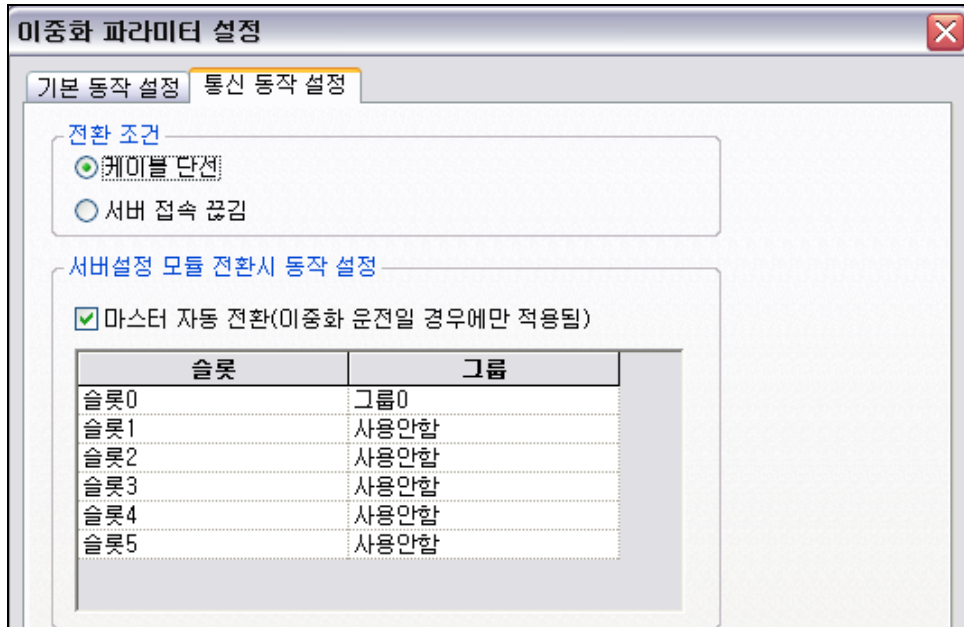 이중화 파라미터 설정
기본 동작 설정 통신 동작 설정
전환 조건
케이블 단선
서버 접속 끊김
서버설정 모듈 전환시 동작 설정
마스터 자동 전환(이중화 운전일 경우에만 적용됨)
슬롯 그룹
슬롯0 그룹0
슬롯1 사용안함
슬롯2 사용안함
슬롯3 사용안함
슬롯4 사용안함
슬롯5 사용안함